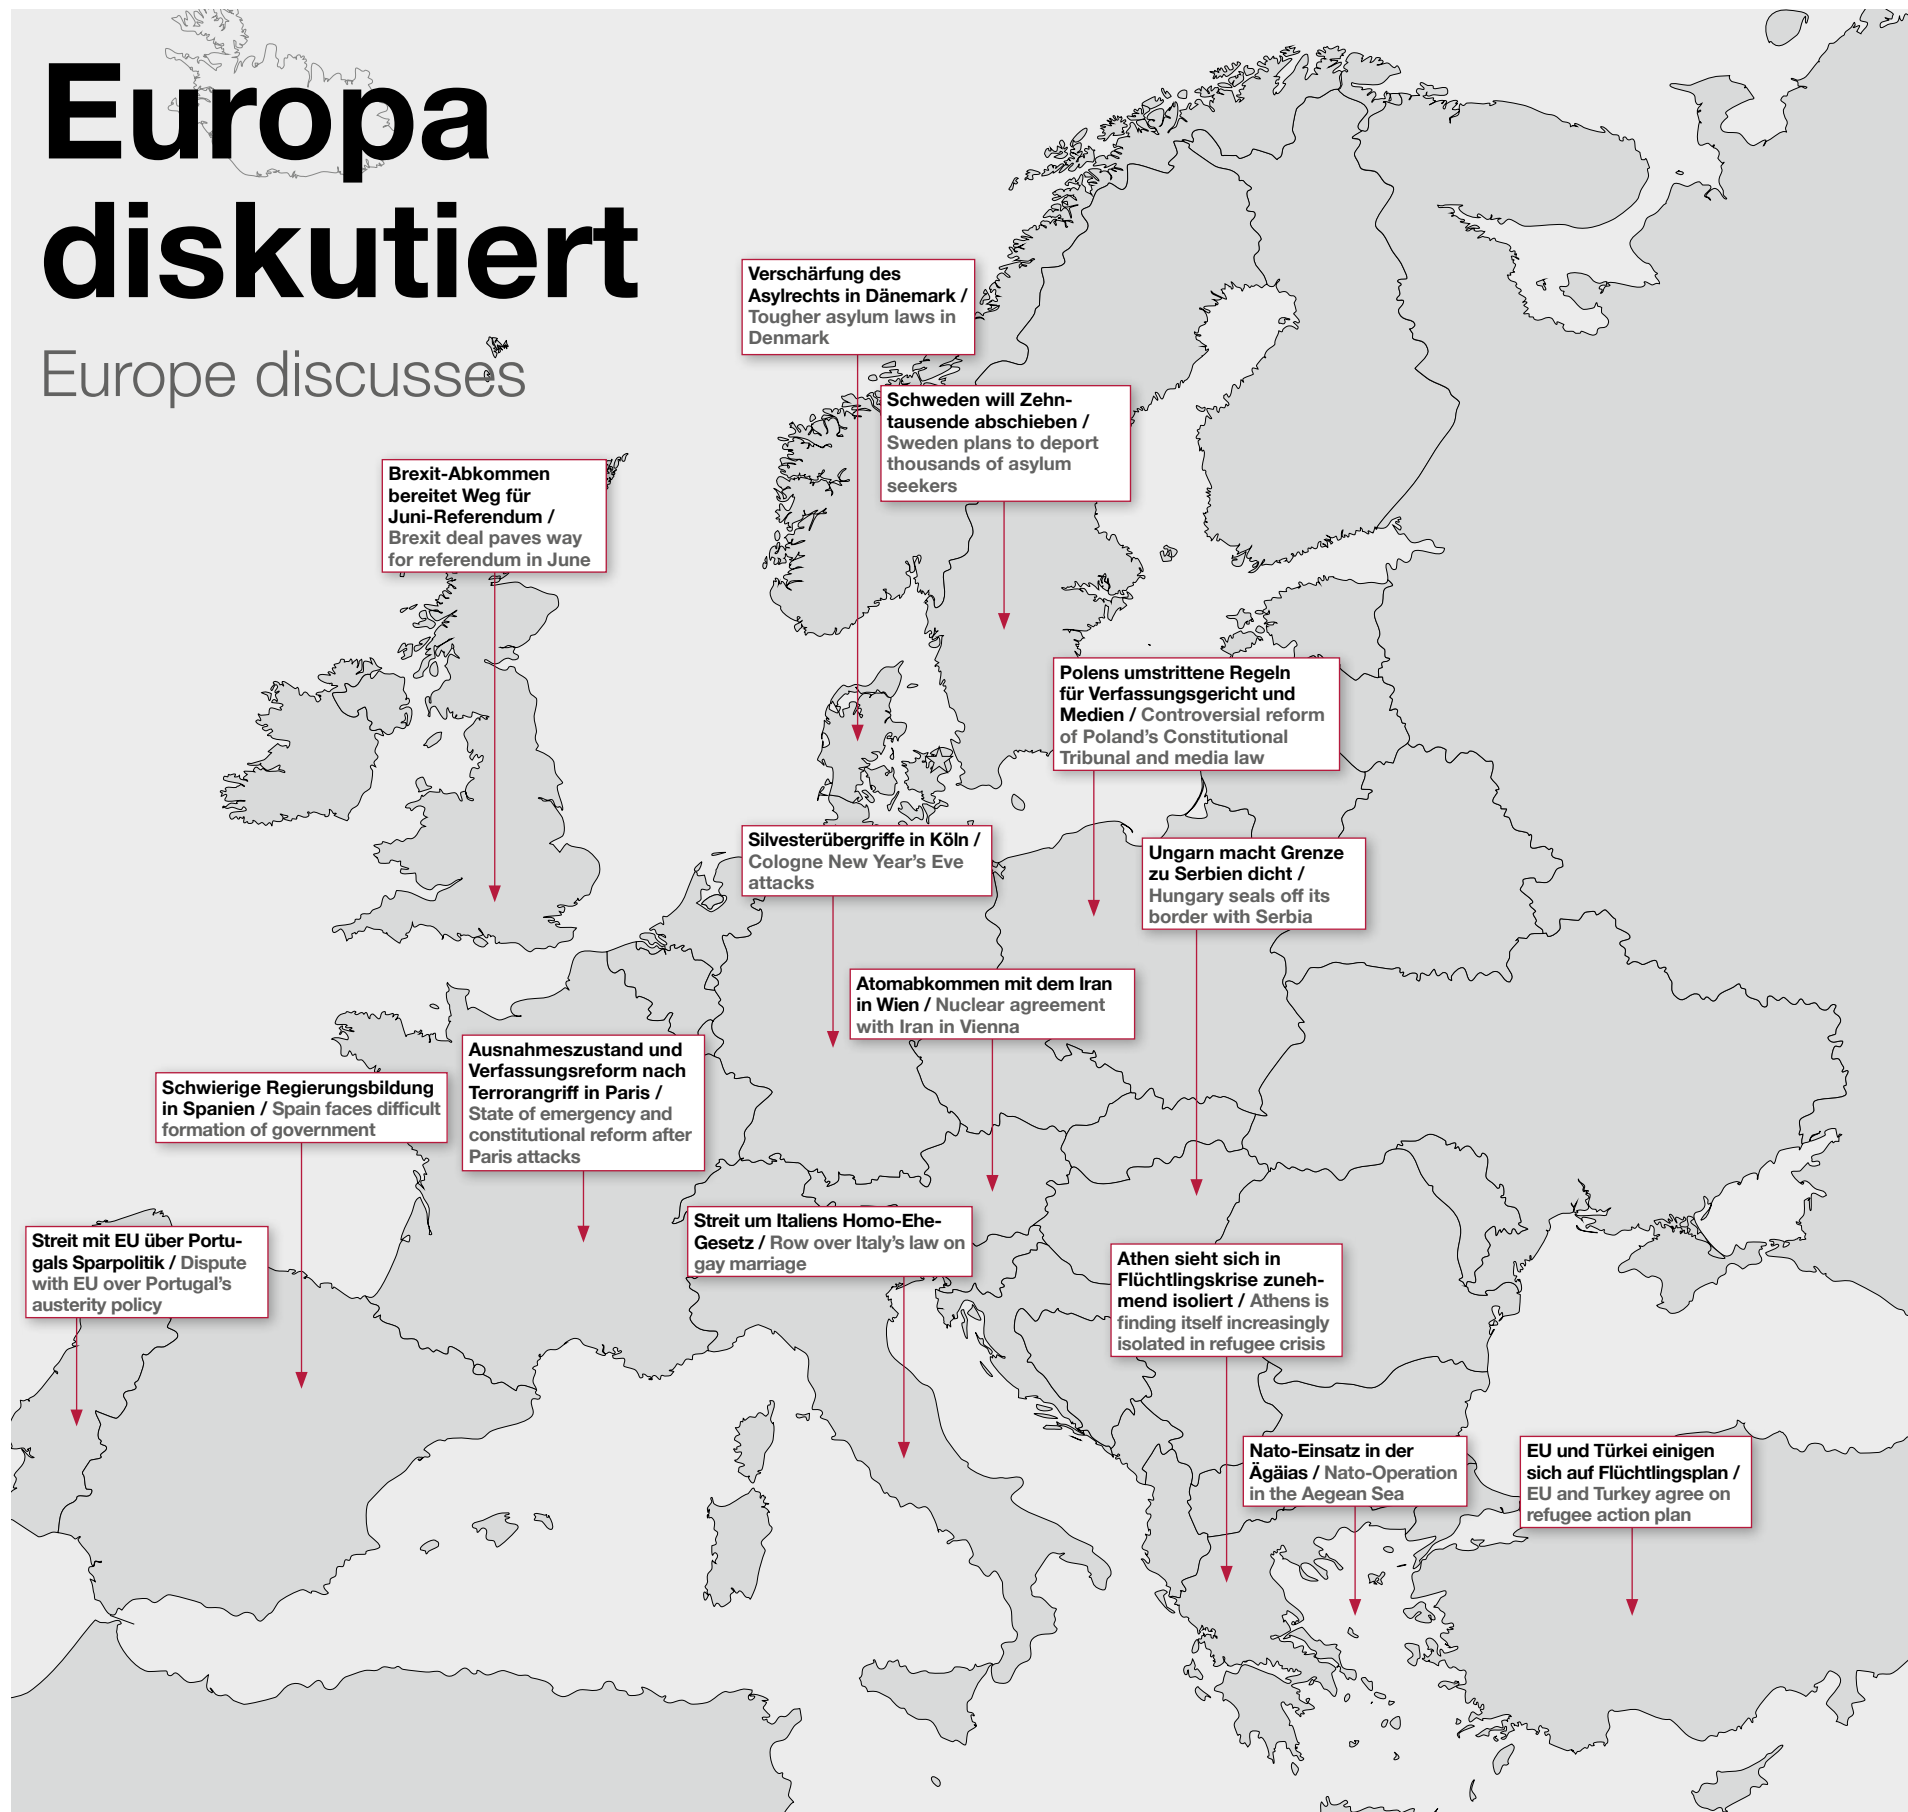 Europa
diskutiert
Europe discusses
Verschärfung des
Asylrechts in Dänemark /
Tougher asylum laws in
Denmark
Schweden will Zehn-
tausende abschieben /
Sweden plans to deport
thousands of asylum
seekers
Brexit-Abkommen
bereitet Weg für
Juni-Referendum /
Brexit deal paves way
for referendum in June
Polens umstrittene Regeln
für Verfassungsgericht und
Medien / Controversial reform
of Poland's Constitutional
Tribunal and media law
Silvesterübergriffe in Köln /
Cologne New Year's Eve
attacks
Ungarn macht Grenze
zu Serbien dicht /
Hungary seals off its
border with Serbia
Atomabkommen mit dem Iran
in Wien / Nuclear agreement
with Iran in Vienna
Ausnahmeszustand und
Verfassungsreform nach
Terrorangriff in Paris /
State of emergency and
constitutional reform after
Paris attacks
Schwierige Regierungsbildung
in Spanien / Spain faces difficult
formation of government
Streit um Italiens Homo-Ehe-
Gesetz / Row over Italy's law on
gay marriage
Streit mit EU über Portu-
gals Sparpolitik / Dispute
with EU over Portugal's
austerity policy
Athen sieht sich in
Flüchtlingskrise zuneh-
mend isoliert / Athens is
finding itself increasingly
isolated in refugee crisis
Nato-Einsatz in der
Ägäias / Nato-Operation
in the Aegean Sea
EU und Türkei einigen
sich auf Flüchtlingsplan /
EU and Turkey agree on
refugee action plan